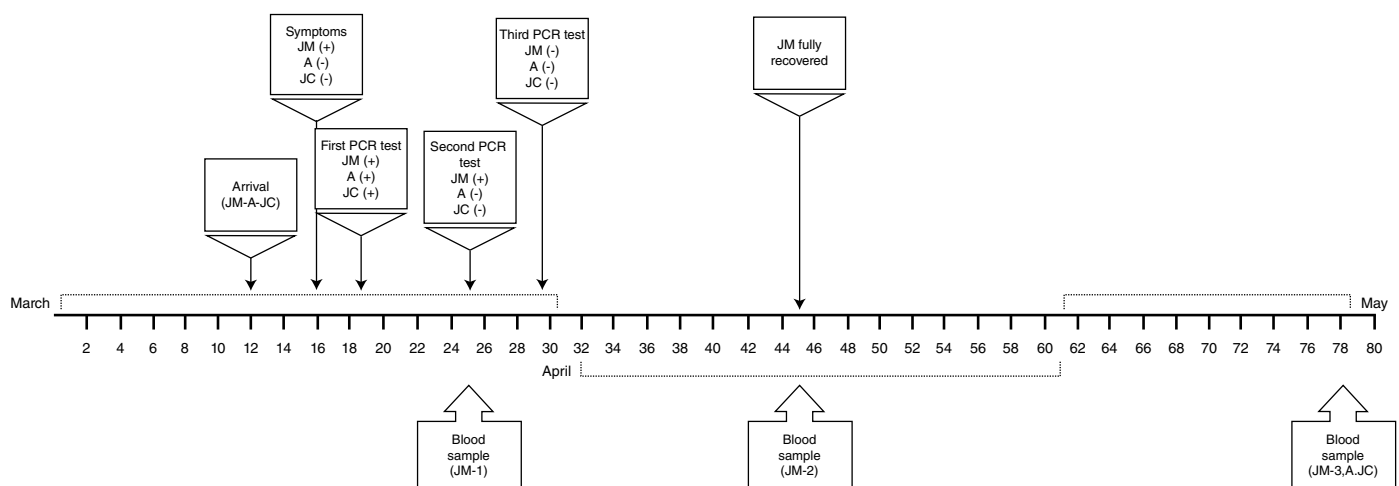 Symptoms
JM (+)
A (-)
JC (-)
Third PCR test
JM (-)
A (-)
JC (-)
JM fully
recovered
First PCR test
JM (+)
A (+)
JC (+)
Second PCR
test
JM (+)
A (-)
JC (-)
Arrival
(JM-A-JC)
March
May
2 4 6 8 10 12 14 16 18 20 22 24 26 28 30 32 34 36 38 40 42 44 46 48 50 52 54 56 58 60 62 64 66 68 70 72 74 76 78 80
April
Blood
sample
(JM-1)
Blood
sample
(JM-2)
Blood
sample
(JM-3,A.JC)